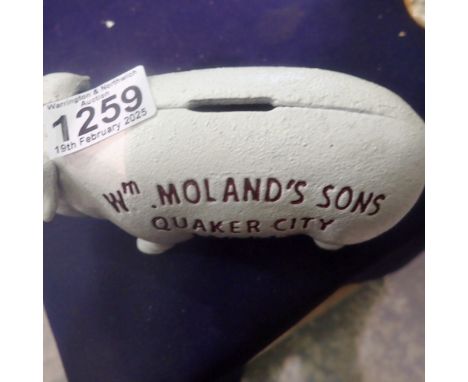 Warrington & Northwich
Auction
1259
19th February 2025
Wm .MOLAND'S SONS
QUAKER CITY